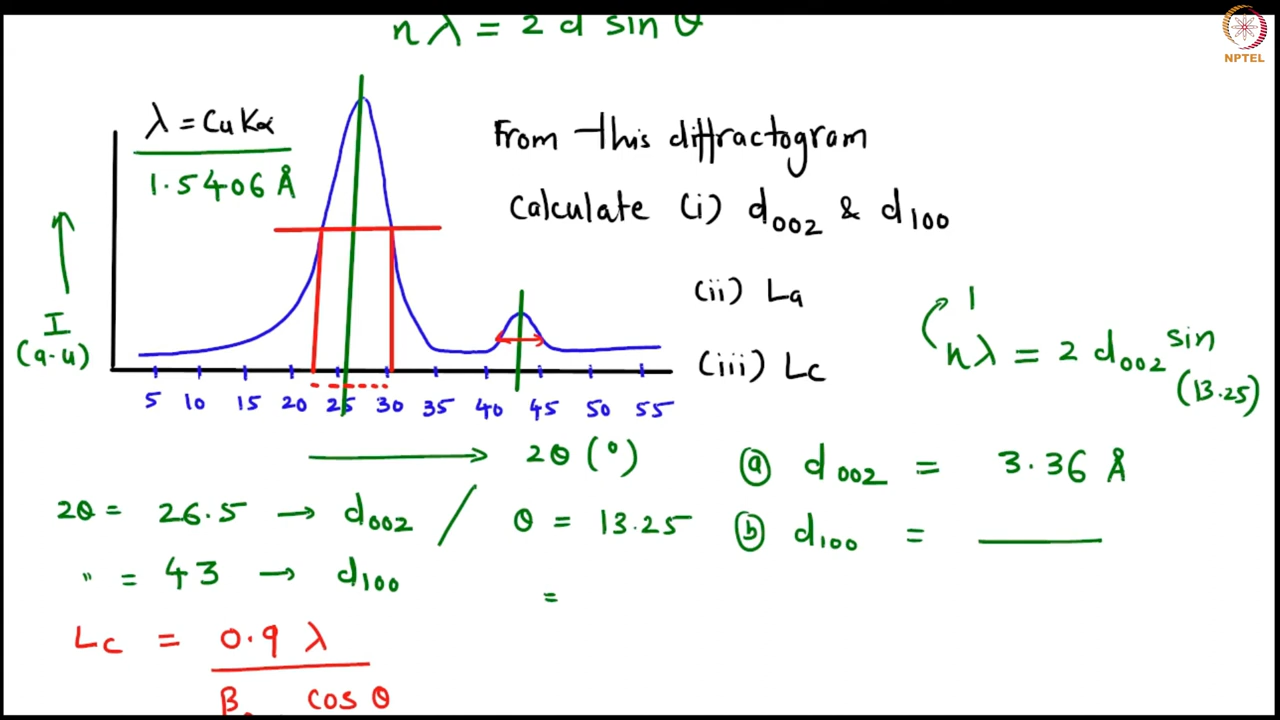 nλ = 2 d sin θ
NPTEL
λ = CuKα
1.5406 Å
From this diffractogram
Calculate (i) d002 & d100
(ii) La
(iii) Lc
I
(a.u)
5 10 15 20 25 30 35 40 45 50 55
2θ (°)
1
nλ = 2 d002 sin
(13.25)
2θ = 26.5 → d002 / θ = 13.25
" = 43 → d100 =
ⓐ d002 = 3.36 Å
ⓑ d100 = ____
Lc = 0.9 λ
β cos θ